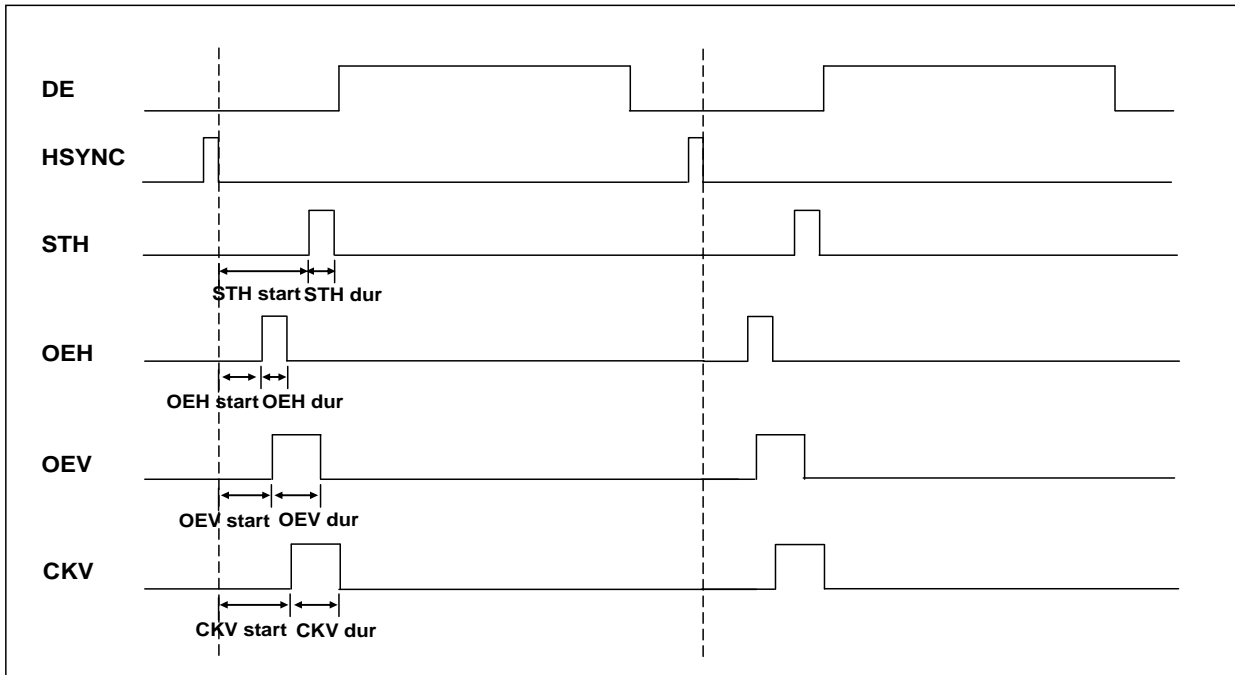 DE
HSYNC
STH
STH start STH dur
OEH
OEH start OEH dur
OEV
OEV start OEV dur
CKV
CKV start CKV dur